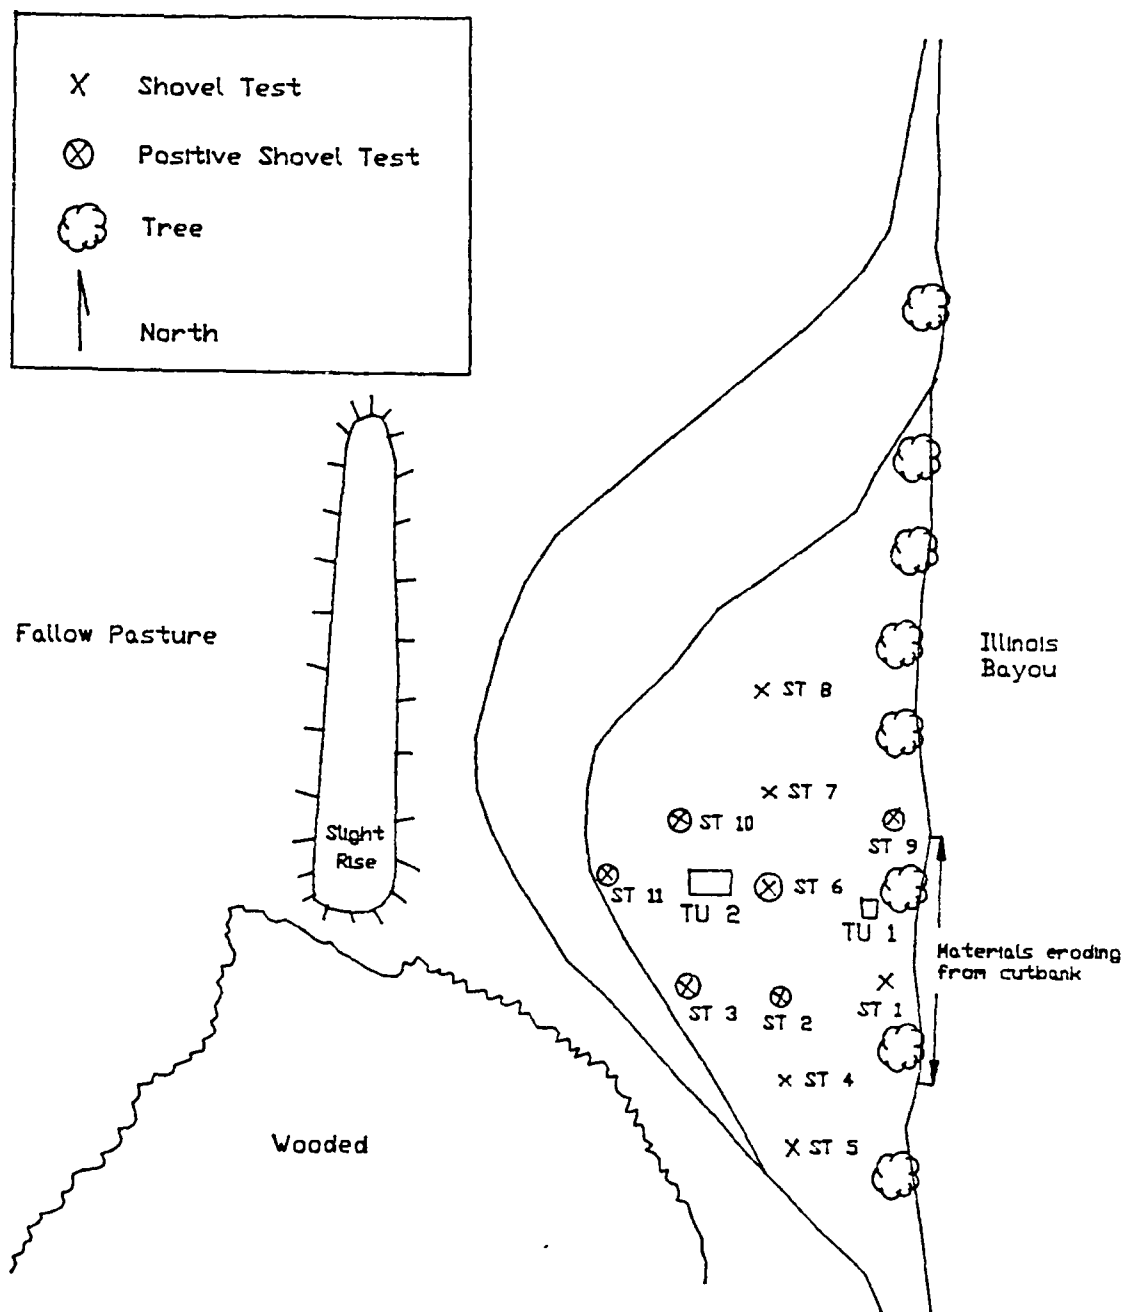 Shovel Test
Positive Shovel Test
Tree
North
Fallow Pasture
Illinois
Bayou
ST 8
ST 7
ST 10
ST 9
Slight
Rise
ST 11
ST 6
TU 2
TU 1
Materials eroding
from cutbank
ST 3
ST 2
ST 1
ST 4
Wooded
ST 5